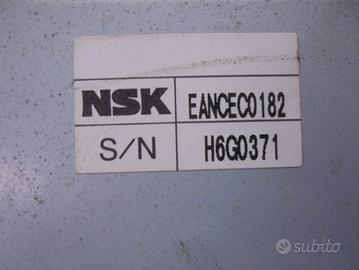 NSK EANCEC0182
S/N H6G0371
subito